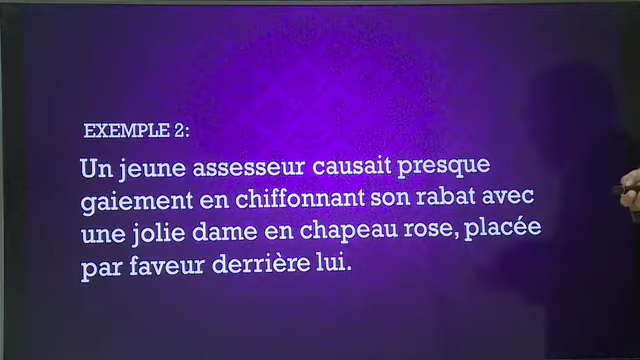 EXEMPLE 2:
Un jeune assesseur causait presque
gaiement en chiffonnant son rabat avec
une jolie dame en chapeau rose, placée
par faveur derrière lui.